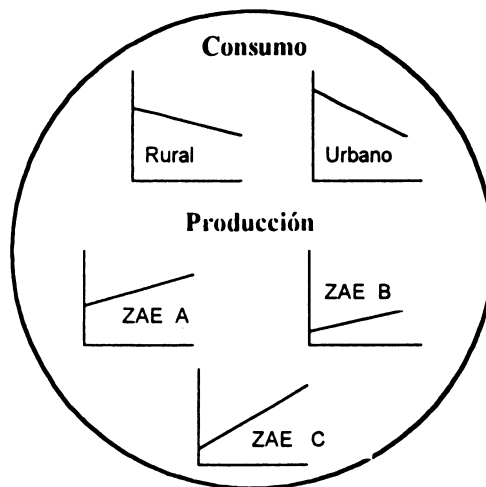 Consumo
Rural
Urbano
Producción
ZAE A
ZAE B
ZAE C